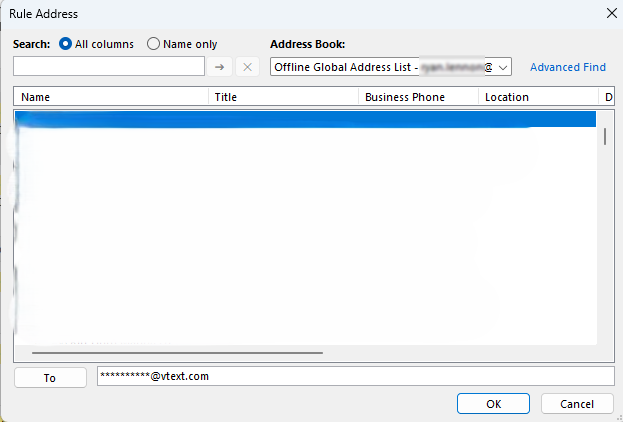 Rule Address
Search: All columns Name only Address Book:
Offline Global Address List - @ Advanced Find
Name Title Business Phone Location D
To **********@vtext.com
OK Cancel